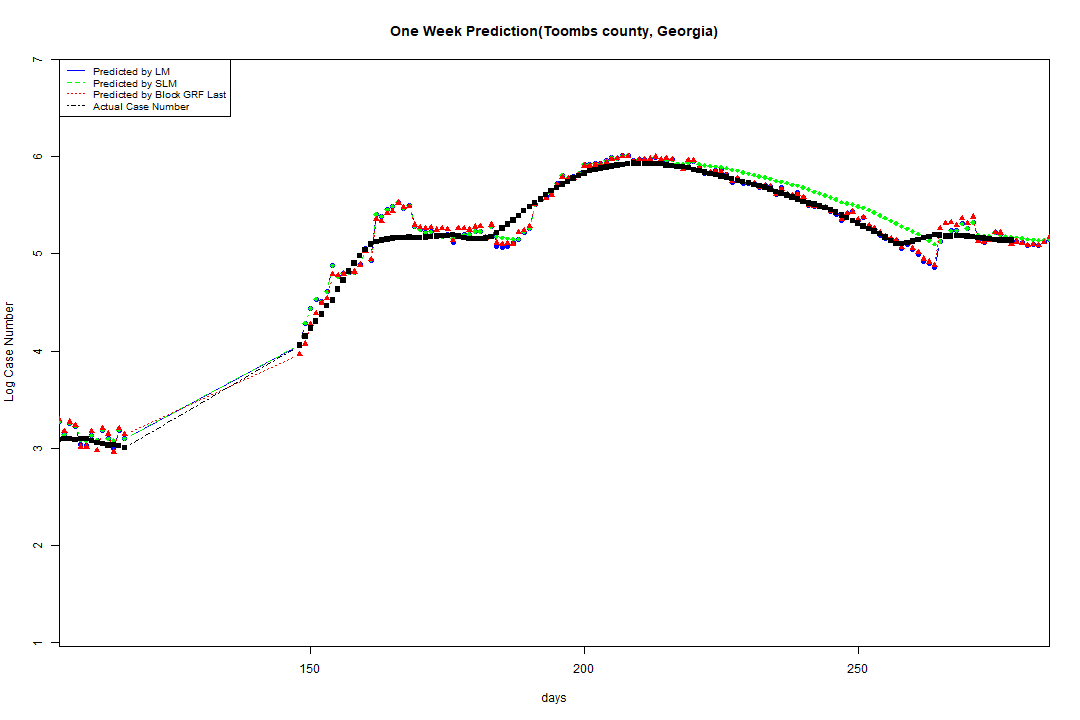 One Week Prediction(Toombs county, Georgia)
Predicted by LM
Predicted by SLM
Predicted by Block GRF Last
Actual Case Number
7
6
5
4
3
2
1
Log Case Number
150 200 250
days